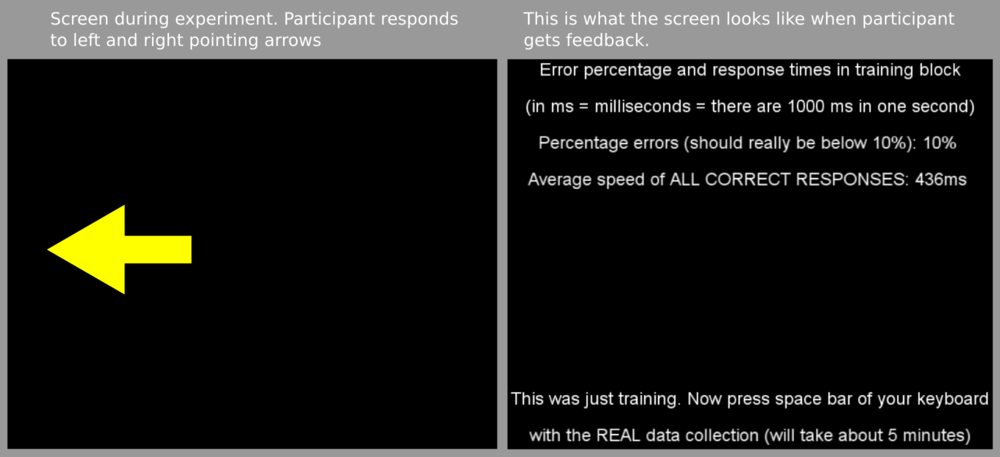 Screen during experiment. Participant responds
to left and right pointing arrows
This is what the screen looks like when participant
gets feedback.
Error percentage and response times in training block
(in ms = milliseconds = there are 1000 ms in one second)
Percentage errors (should really be below 10%): 10%
Average speed of ALL CORRECT RESPONSES: 436ms
This was just training. Now press space bar of your keyboard
with the REAL data collection (will take about 5 minutes)